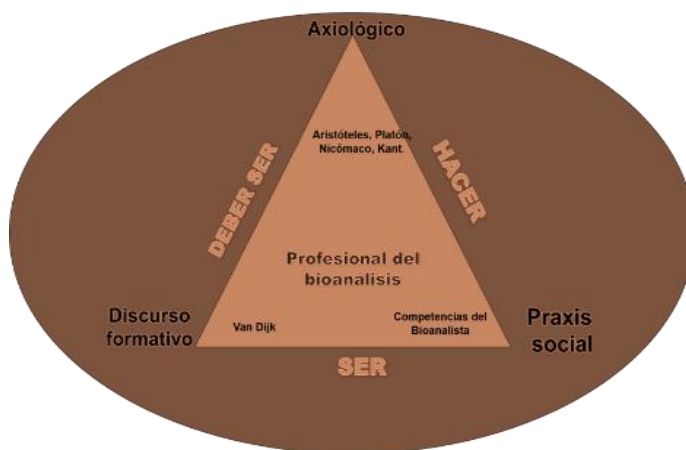 Axiológico
Aristóteles, Platón,
Nicómaco, Kant.
DEBER SER
HACER
Profesional del
bioanalisis
Discurso
formativo
Van Dijk
Competencias del
Bioanalista
Praxis
social
SER